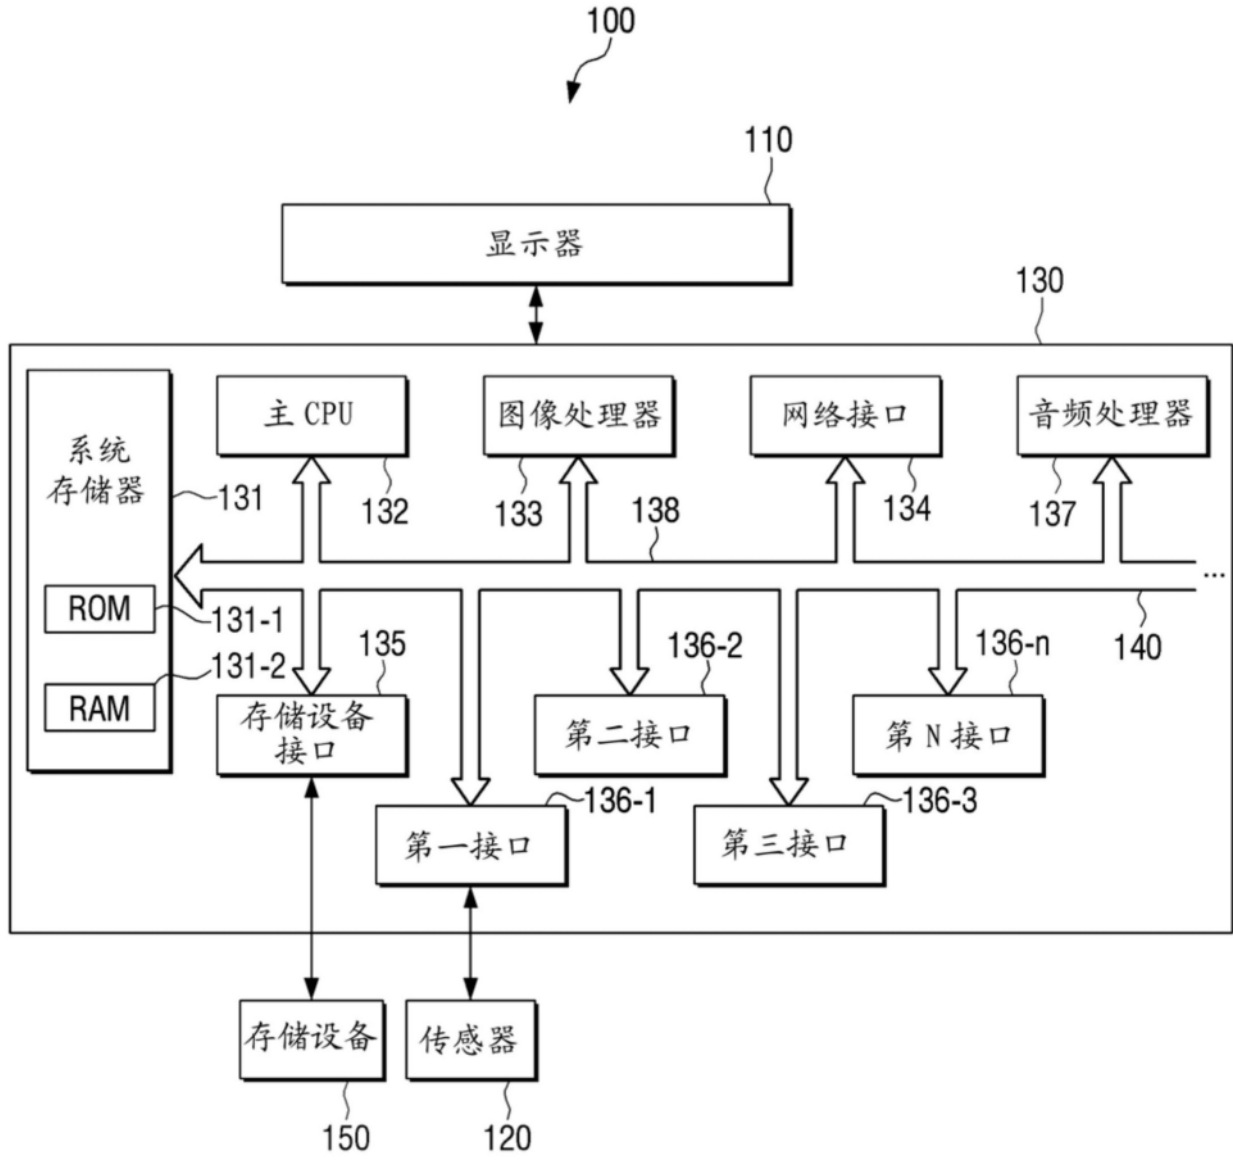 100
110
显示器
130
主 CPU
图像处理器
网络接口
音频处理器
系统
存储器
131
132
133
138
134
137
...
ROM
131-1
140
131-2
135
136-2
136-n
RAM
存储设备
接口
第二接口
第 N 接口
136-1
136-3
第一接口
第三接口
存储设备
传感器
150
120